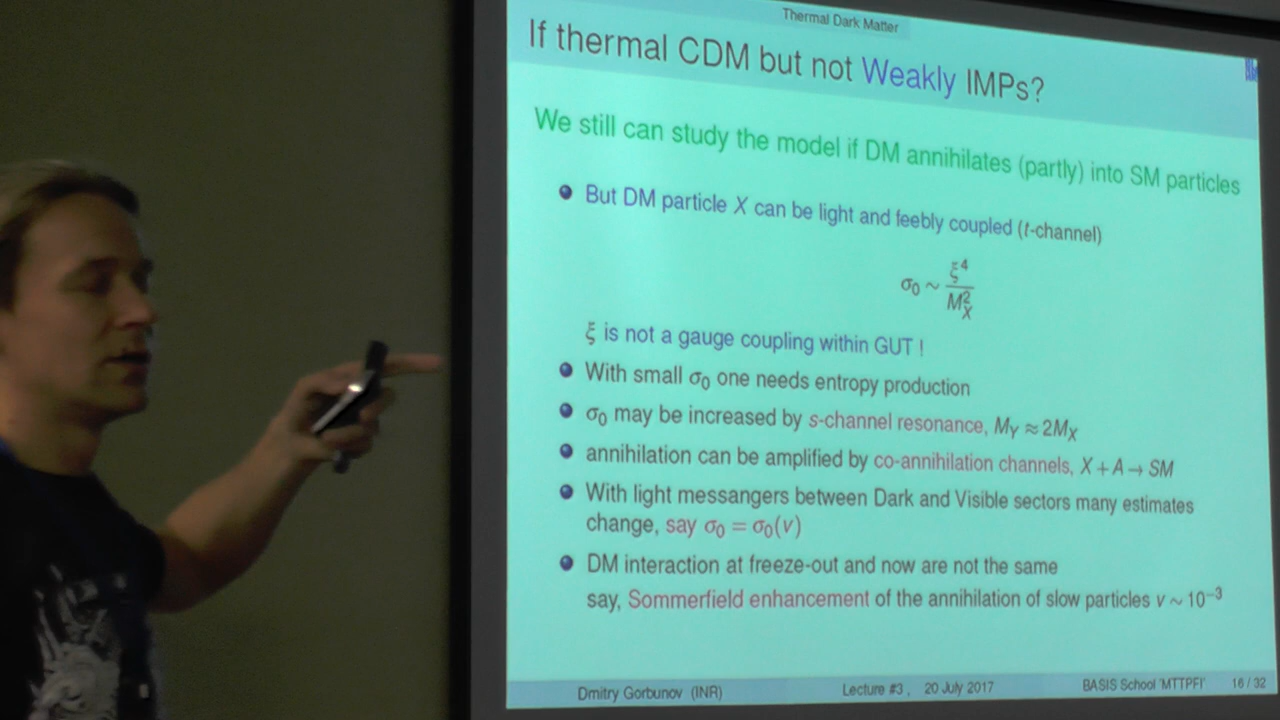 Thermal Dark Matter
If thermal CDM but not Weakly IMPs?
We still can study the model if DM annihilates (partly) into SM particles
But DM particle X can be light and feebly coupled (t-channel)
σ₀ ~ ξ⁴ / M_X²
ξ is not a gauge coupling within GUT !
With small σ₀ one needs entropy production
σ₀ may be increased by s-channel resonance, M_Y ≈ 2M_X
annihilation can be amplified by co-annihilation channels, X + A → SM
With light messangers between Dark and Visible sectors many estimates
change, say σ₀ = σ₀(v)
DM interaction at freeze-out and now are not the same
say, Sommerfield enhancement of the annihilation of slow particles v ~ 10⁻³
Dmitry Gorbunov (INR) Lecture #3 , 20 July 2017 BASIS School 'MTTPFI' 16 / 32